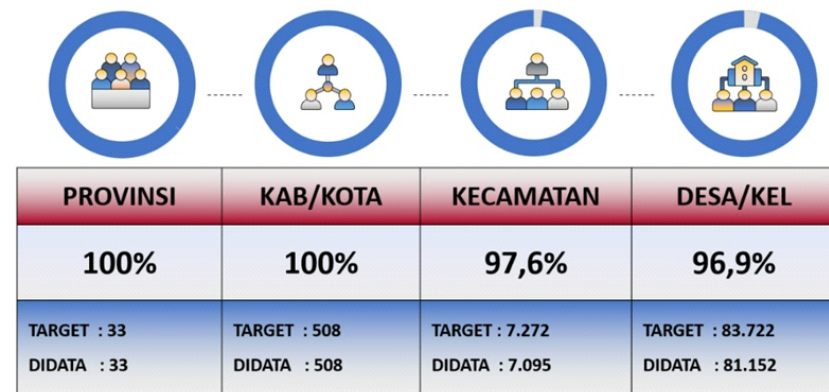 PROVINSI KAB/KOTA KECAMATAN DESA/KEL
100% 100% 97,6% 96,9%
TARGET : 33 TARGET : 508 TARGET : 7.272 TARGET : 83.722
DIDATA : 33 DIDATA : 508 DIDATA : 7.095 DIDATA : 81.152